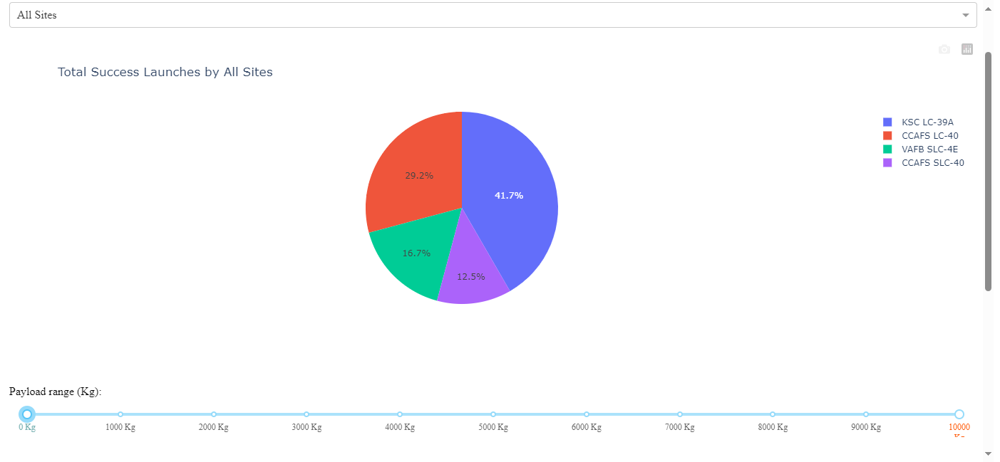 All Sites
Total Success Launches by All Sites
KSC LC-39A
CCAFS LC-40
VAFB SLC-4E
CCAFS SLC-40
29.2%
41.7%
16.7%
12.5%
Payload range (Kg):
0 Kg 1000 Kg 2000 Kg 3000 Kg 4000 Kg 5000 Kg 6000 Kg 7000 Kg 8000 Kg 9000 Kg 10000
Kg